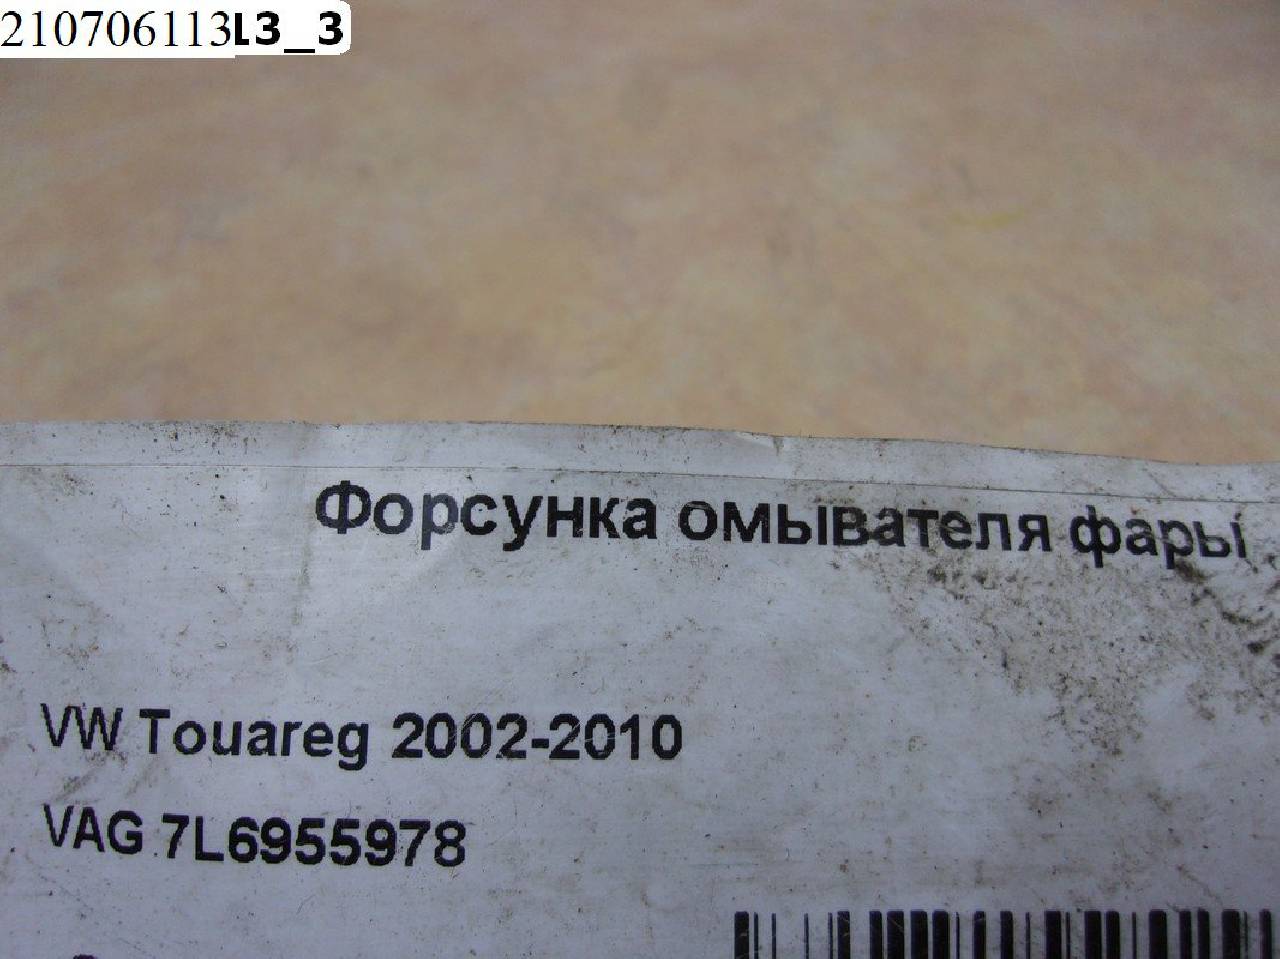 210706113L3_3
Форсунка омывателя фары
VW Touareg 2002-2010
VAG 7L6955978